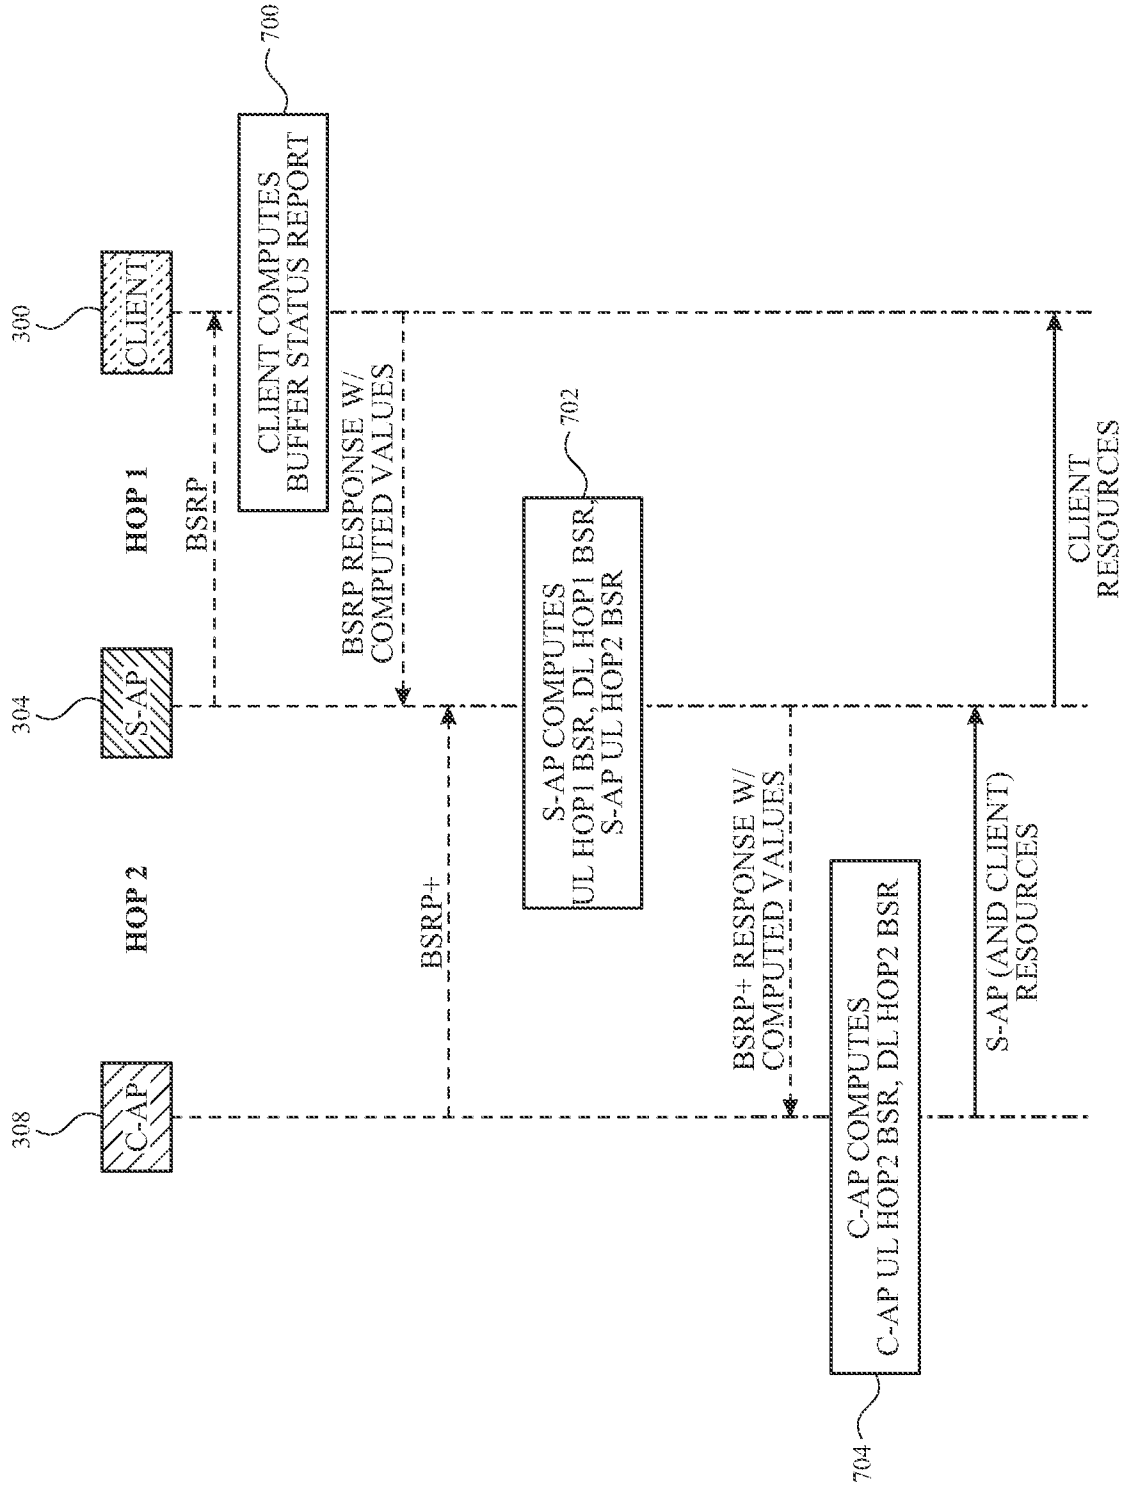 308
304
300
C-AP
S-AP
CLIENT
HOP 2
HOP 1
BSRP
700
CLIENT COMPUTES
BUFFER STATUS REPORT
BSRP RESPONSE W/
COMPUTED VALUES
BSRP+
702
S-AP COMPUTES
UL HOP1 BSR, DL HOP1 BSR,
S-AP UL HOP2 BSR
BSRP+ RESPONSE W/
COMPUTED VALUES
704
C-AP COMPUTES
C-AP UL HOP2 BSR, DL HOP2 BSR
S-AP (AND CLIENT)
RESOURCES
CLIENT
RESOURCES